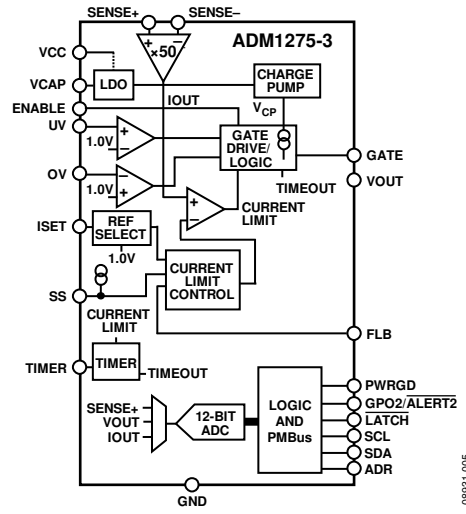 SENSE+ SENSE–
ADM1275-3
×50
VCC
VCAP
LDO
CHARGE
PUMP
ENABLE
IOUT
VCP
UV
1.0V
GATE
DRIVE/
LOGIC
GATE
OV
1.0V
TIMEOUT
VOUT
CURRENT
LIMIT
ISET
REF
SELECT
1.0V
CURRENT
LIMIT
CONTROL
SS
CURRENT
LIMIT
FLB
TIMER
TIMER
TIMEOUT
SENSE+
VOUT
IOUT
12-BIT
ADC
LOGIC
AND
PMBus
PWRGD
GPO2/ALERT2
LATCH
SCL
SDA
ADR
GND
08931-005